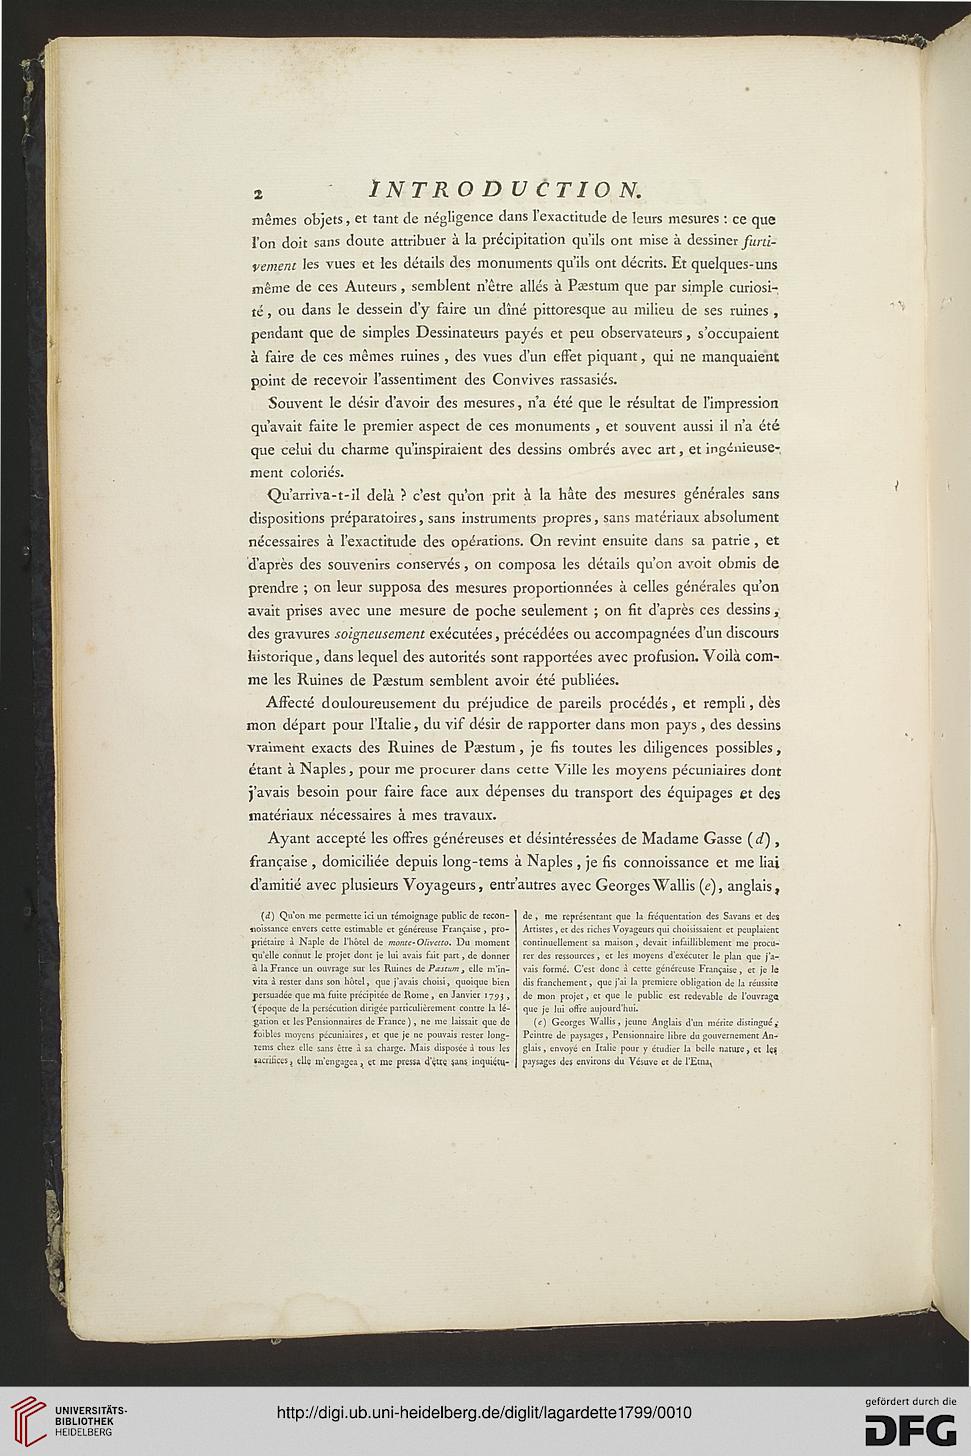 2 INTRODUCTION.
mêmes objets, et tant de négligence dans l'exactitude de leurs mesures : ce que
l'on doit sans doute attribuer à la précipitation qu'ils ont mise à dessiner furti-
vement les vues et les détails des monuments qu'ils ont décrits. Et quelques-uns
même de ces Auteurs, semblent n'être allés à Pæstum que par simple curiosi-
té, ou dans le dessein d'y faire un dîné pittoresque au milieu de ses ruines,
pendant que de simples Dessinateurs payés et peu observateurs, s'occupaient
à faire de ces mêmes ruines, des vues d'un effet piquant, qui ne manquaient
point de recevoir l'assentiment des Convives rassasiés.
Souvent le désir d'avoir des mesures, n'a été que le résultat de l'impression
qu'avait faite le premier aspect de ces monuments, et souvent aussi il n'a été
que celui du charme qu'inspiraient des dessins ombrés avec art, et ingénieuse-
ment coloriés.
Qu'arriva-t-il delà ? c'est qu'on prit à la hâte des mesures générales sans
dispositions préparatoires, sans instruments propres, sans matériaux absolument
nécessaires à l'exactitude des opérations. On revint ensuite dans sa patrie, et
d'après des souvenirs conservés, on composa les détails qu'on avoit obmis de
prendre ; on leur supposa des mesures proportionnées à celles générales qu'on
avait prises avec une mesure de poche seulement ; on fit d'après ces dessins,
des gravures soigneusement exécutées, précédées ou accompagnées d'un discours
historique, dans lequel des autorités sont rapportées avec profusion. Voilà com-
me les Ruines de Pæstum semblent avoir été publiées.
Affecté douloureusement du préjudice de pareils procédés, et rempli, dès
mon départ pour l'Italie, du vif désir de rapporter dans mon pays, des dessins
vraiment exacts des Ruines de Pæstum, je fis toutes les diligences possibles,
étant à Naples, pour me procurer dans cette Ville les moyens pécuniaires dont
j'avais besoin pour faire face aux dépenses du transport des équipages et des
matériaux nécessaires à mes travaux.
Ayant accepté les offres généreuses et désintéressées de Madame Gasse (d),
française, domiciliée depuis long-tems à Naples, je fis connoissance et me liai
d'amitié avec plusieurs Voyageurs, entr'autres avec Georges Wallis (e), anglais,
(d) Qu'on me permette ici un témoignage public de recon-
noissance envers cette estimable et généreuse Française, pro-
priétaire à Naple de l'hôtel de monte-Olivetto. Du moment
qu'elle connut le projet dont je lui avais fait part, de donner
à la France un ouvrage sur les Ruines de Pæstum, elle m'in-
vita à rester dans son hôtel, que j'avais choisi, quoique bien
persuadée que ma fuite précipitée de Rome, en Janvier 1793,
(époque de la persécution dirigée particulièrement contre la lé-
gation et les Pensionnaires de France), ne me laissait que de
foibles moyens pécuniaires, et que je ne pouvais rester long-
tems chez elle sans être à sa charge. Mais disposée à tous les
sacrifices, elle m'engagea, et me pressa d'être sans inquiétu-
de, me représentant que la fréquentation des Savans et des
Artistes, et des riches Voyageurs qui choisissaient et peuplaient
continuellement sa maison, devait infailliblement me procu-
rer des ressources, et les moyens d'exécuter le plan que j'a-
vais formé. C'est donc à cette généreuse Française, et je le
dis franchement, que j'ai la premiere obligation de la réussite
de mon projet, et que le public est redevable de l'ouvrage
que je lui offre aujourd'hui.
(e) Georges Wallis, jeune Anglais d'un mérite distingué,
Peintre de paysages, Pensionnaire libre du gouvernement An-
glais, envoyé en Italie pour y étudier la belle nature, et les
paysages des environs du Vésuve et de l'Etna,
UNIVERSITÄTS-
BIBLIOTHEK
HEIDELBERG
http://digi.ub.uni-heidelberg.de/diglit/lagardette1799/0010
gefördert durch die
DFG